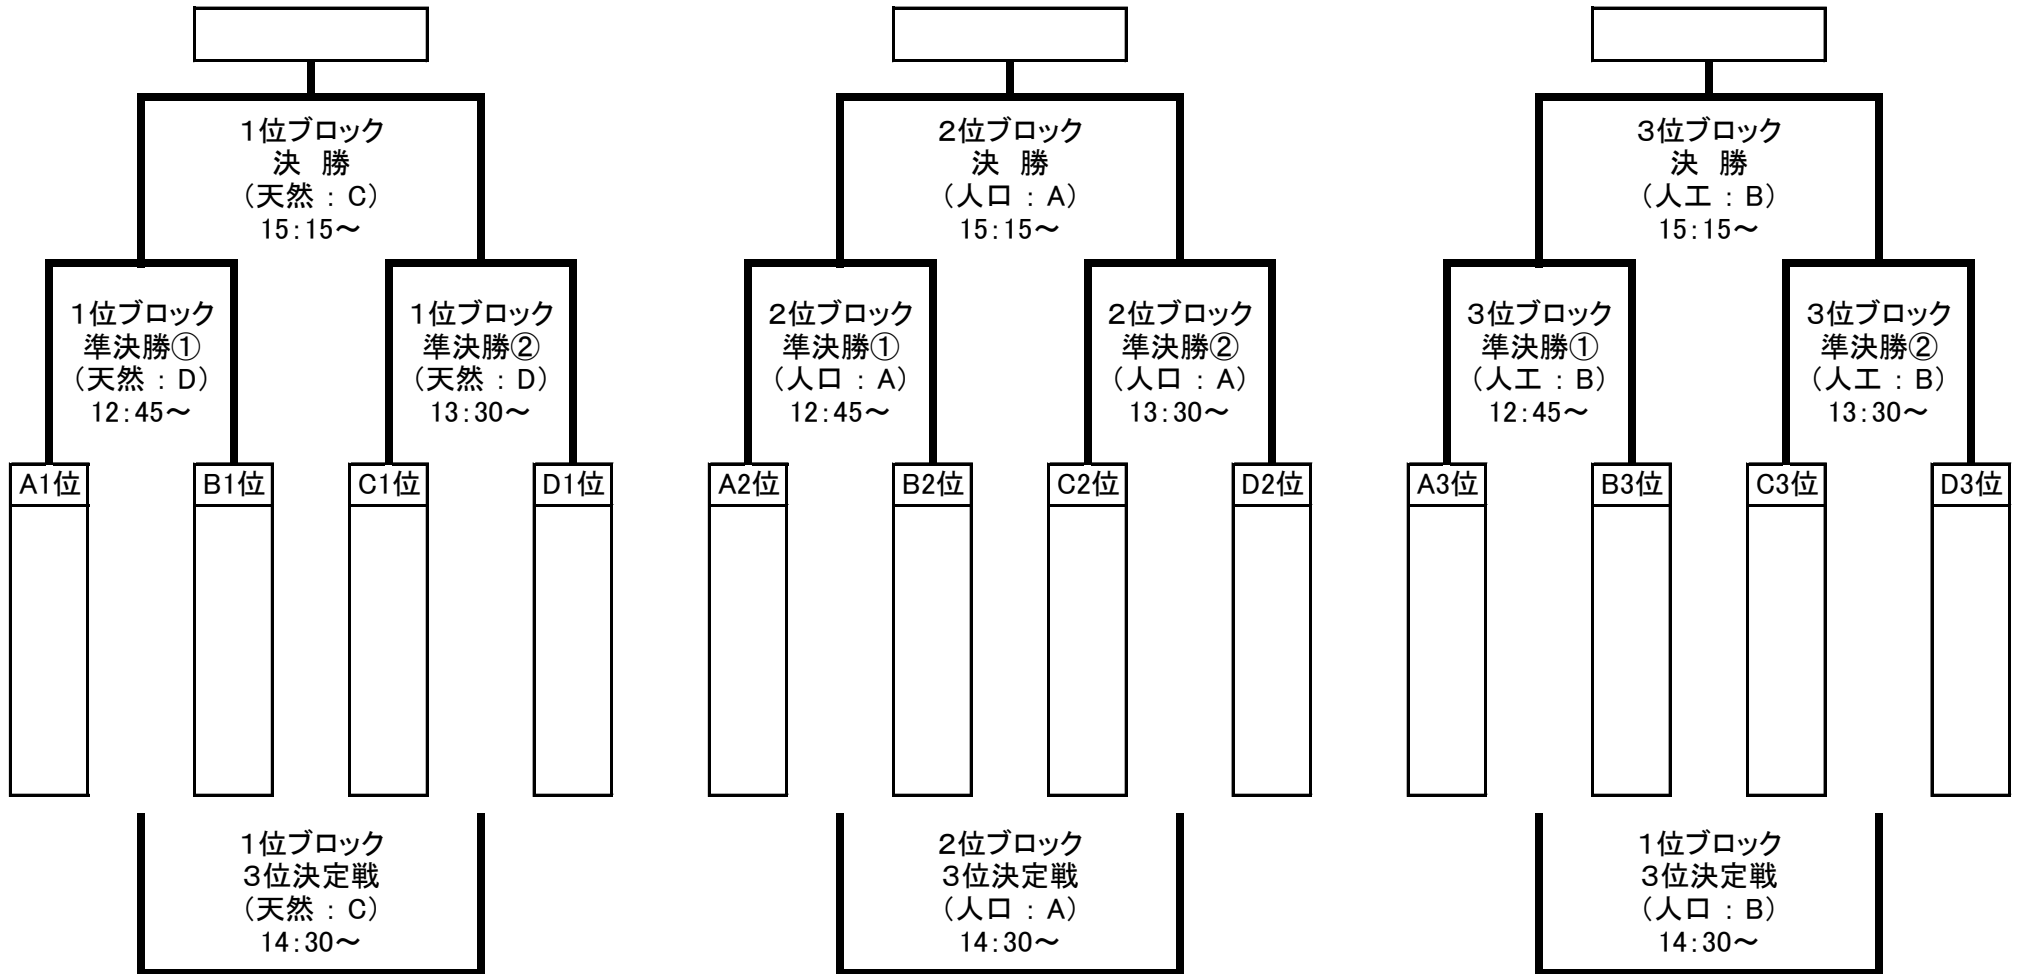 １位ブロック
決　勝
（天然 : C）
15:15～
１位ブロック
準決勝①
（天然 : D）
12:45～
１位ブロック
準決勝②
（天然 : D）
13:30～
A1位
B1位
C1位
D1位
１位ブロック
３位決定戦
（天然 : C）
14:30～
２位ブロック
決　勝
（人口 : A）
15:15～
２位ブロック
準決勝①
（人口 : A）
12:45～
２位ブロック
準決勝②
（人口 : A）
13:30～
A2位
B2位
C2位
D2位
２位ブロック
３位決定戦
（人口 : A）
14:30～
３位ブロック
決　勝
（人工 : B）
15:15～
３位ブロック
準決勝①
（人工 : B）
12:45～
３位ブロック
準決勝②
（人工 : B）
13:30～
A3位
B3位
C3位
D3位
１位ブロック
３位決定戦
（人口 : B）
14:30～